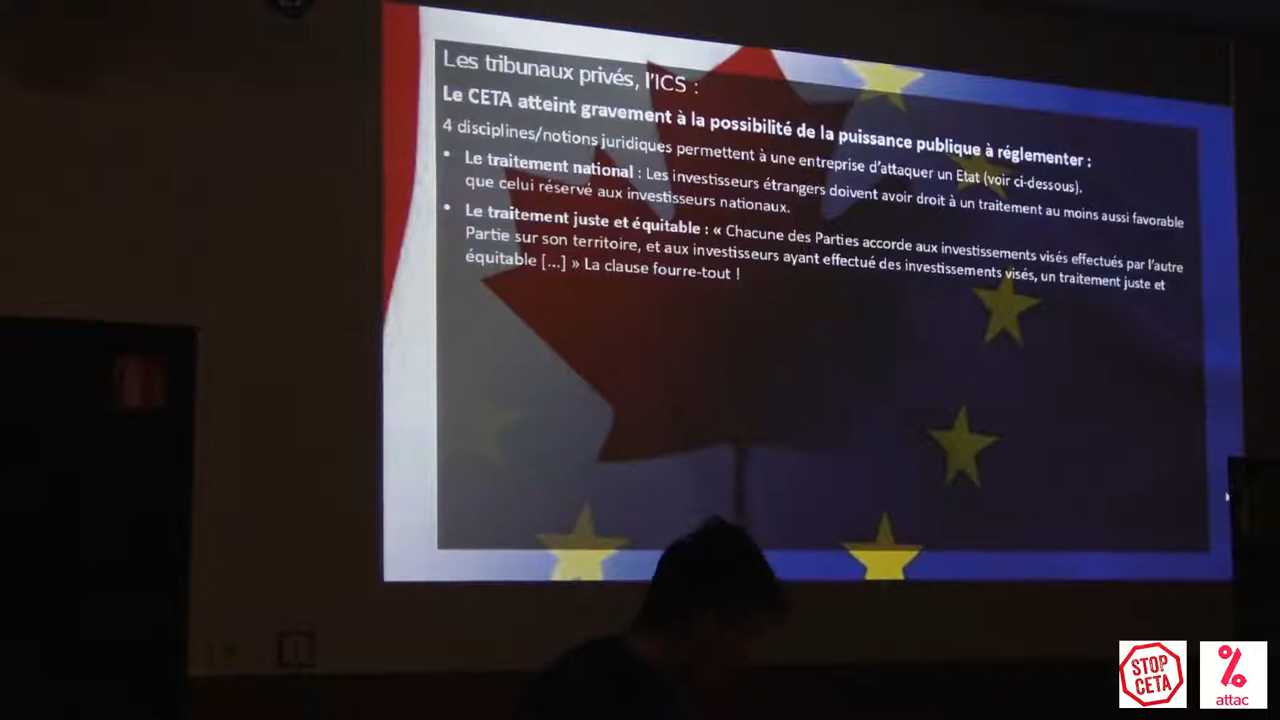 Les tribunaux privés, l'ICS :
Le CETA atteint gravement à la possibilité de la puissance publique à réglementer :
4 disciplines/notions juridiques permettent à une entreprise d'attaquer un Etat (voir ci-dessous).
• Le traitement national : Les investisseurs étrangers doivent avoir droit à un traitement au moins aussi favorable
que celui réservé aux investisseurs nationaux.
• Le traitement juste et équitable : « Chacune des Parties accorde aux investissements visés effectués par l'autre
Partie sur son territoire, et aux investisseurs ayant effectué des investissements visés, un traitement juste et
équitable [...] » La clause fourre-tout !
STOP
CETA
%
attac